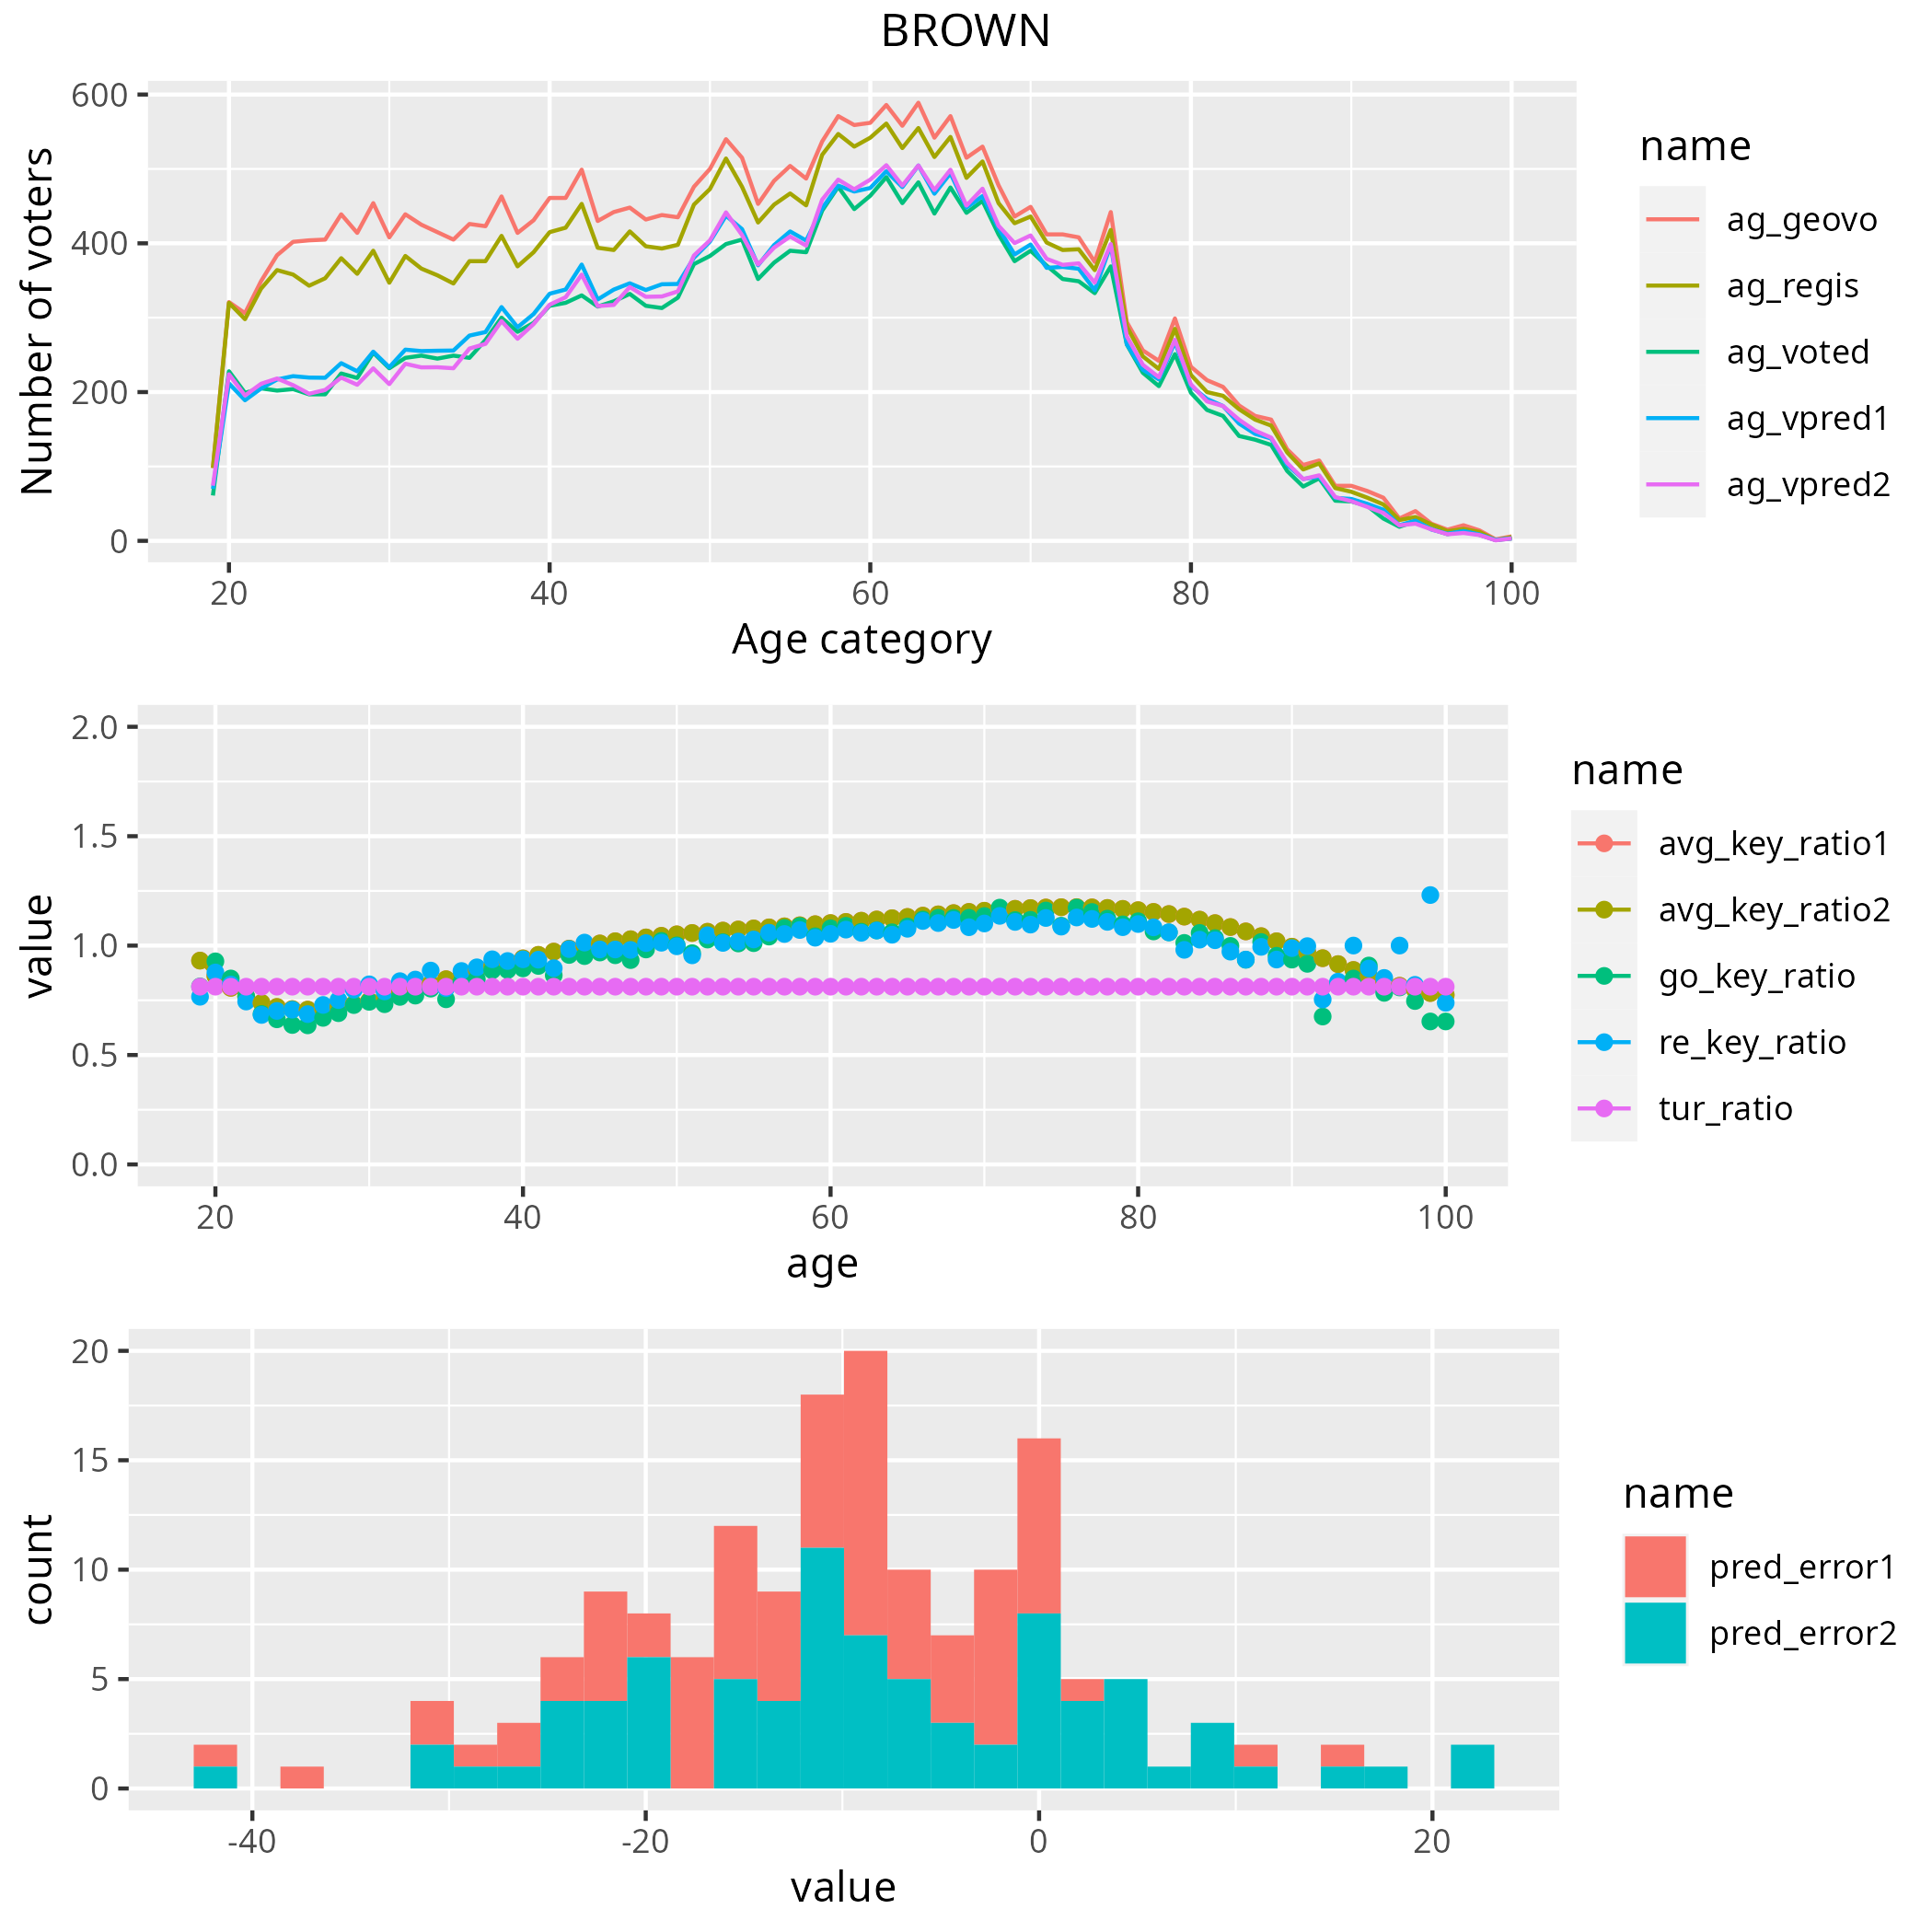 BROWN
600
400
200
0
Number of voters
20 40 60 80 100
Age category
name
ag_geovo
ag_regis
ag_voted
ag_vpred1
ag_vpred2
2.0
1.5
1.0
0.5
0.0
value
20 40 60 80 100
age
name
avg_key_ratio1
avg_key_ratio2
go_key_ratio
re_key_ratio
tur_ratio
20
15
10
5
0
count
-40 -20 0 20
value
name
pred_error1
pred_error2